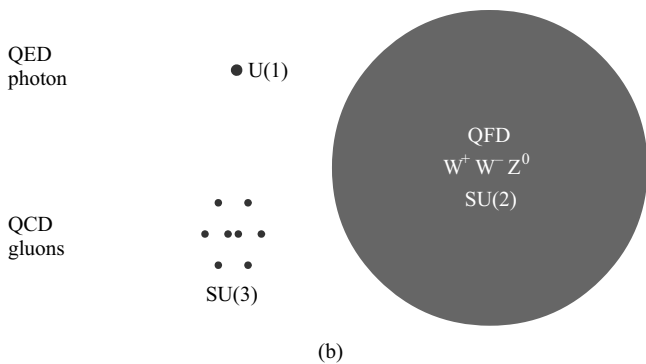 QED
photon
U(1)
QFD
W⁺ W⁻ Z⁰
SU(2)
QCD
gluons
SU(3)
(b)